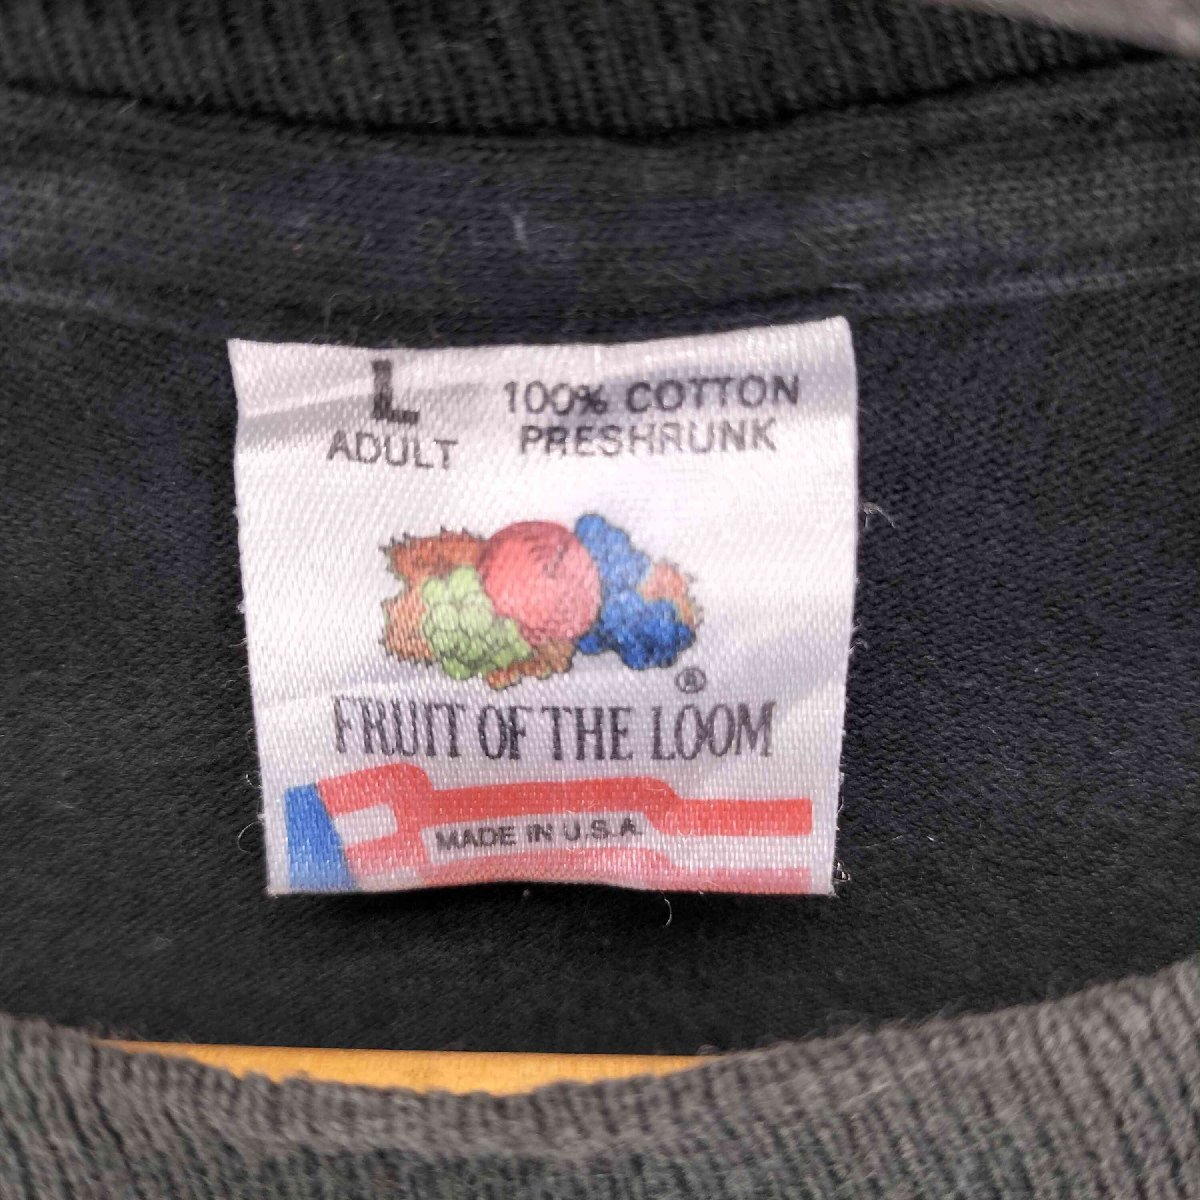 L
ADULT
100% COTTON
PRESHRUNK
®
FRUIT OF THE LOOM
MADE IN U.S.A.